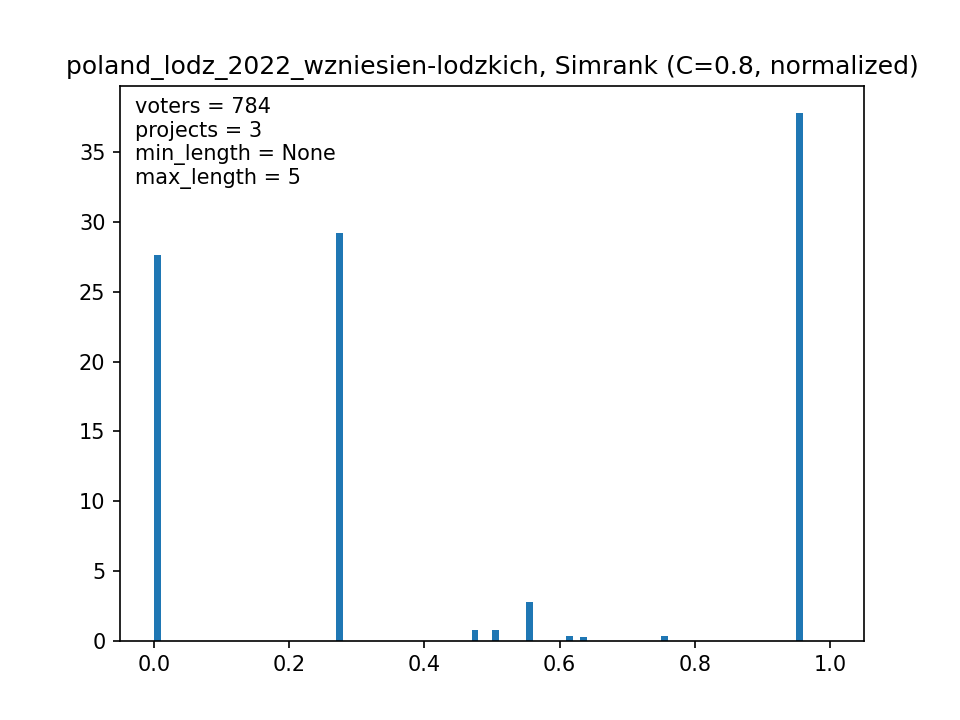 poland_lodz_2022_wzniesien-lodzkich, Simrank (C=0.8, normalized)
voters = 784
projects = 3
min_length = None
max_length = 5
35
30
25
20
15
10
5
0
0.0 0.2 0.4 0.6 0.8 1.0